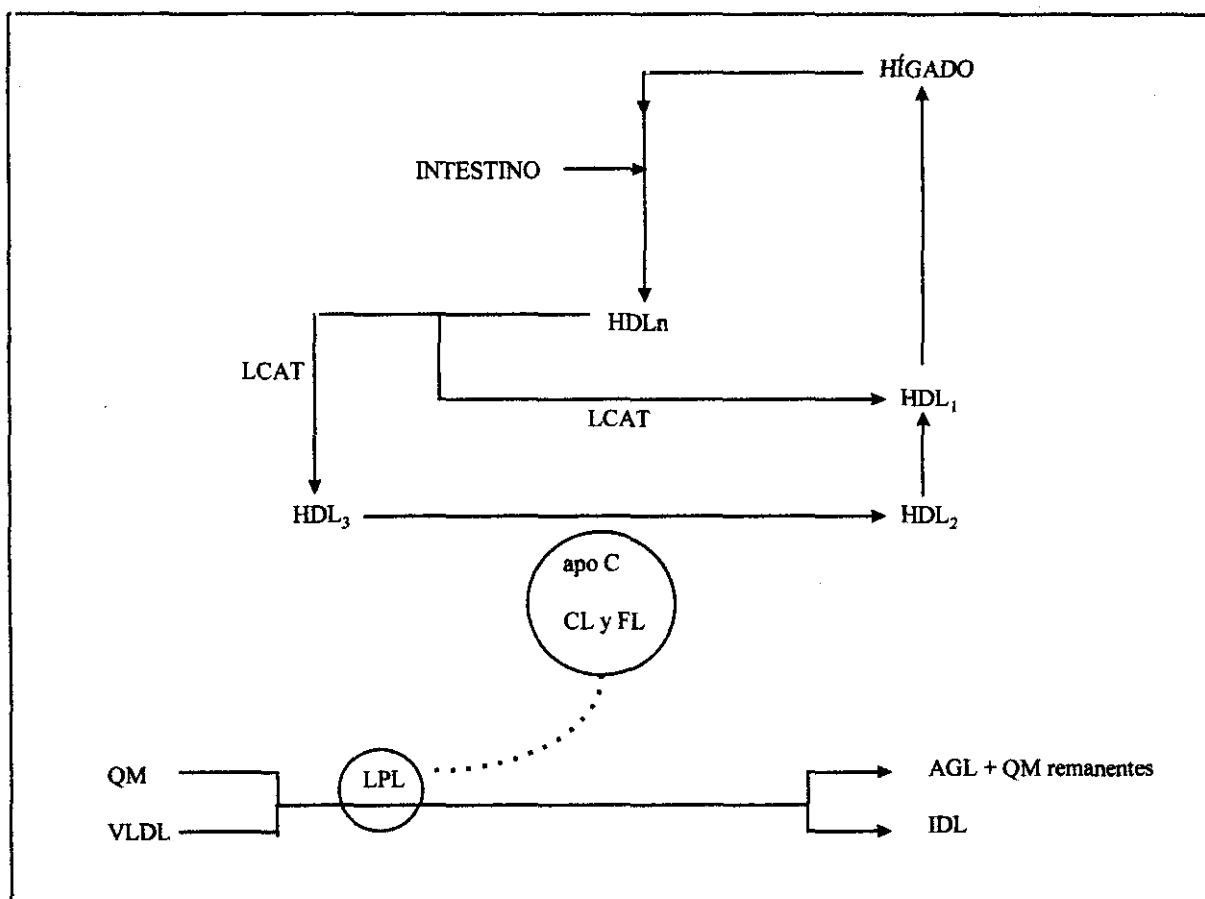 HÍGADO
INTESTINO
HDLn
LCAT
HDL₁
LCAT
HDL₃
HDL₂
apo C
CL y FL
QM
LPL
AGL + QM remanentes
VLDL
IDL